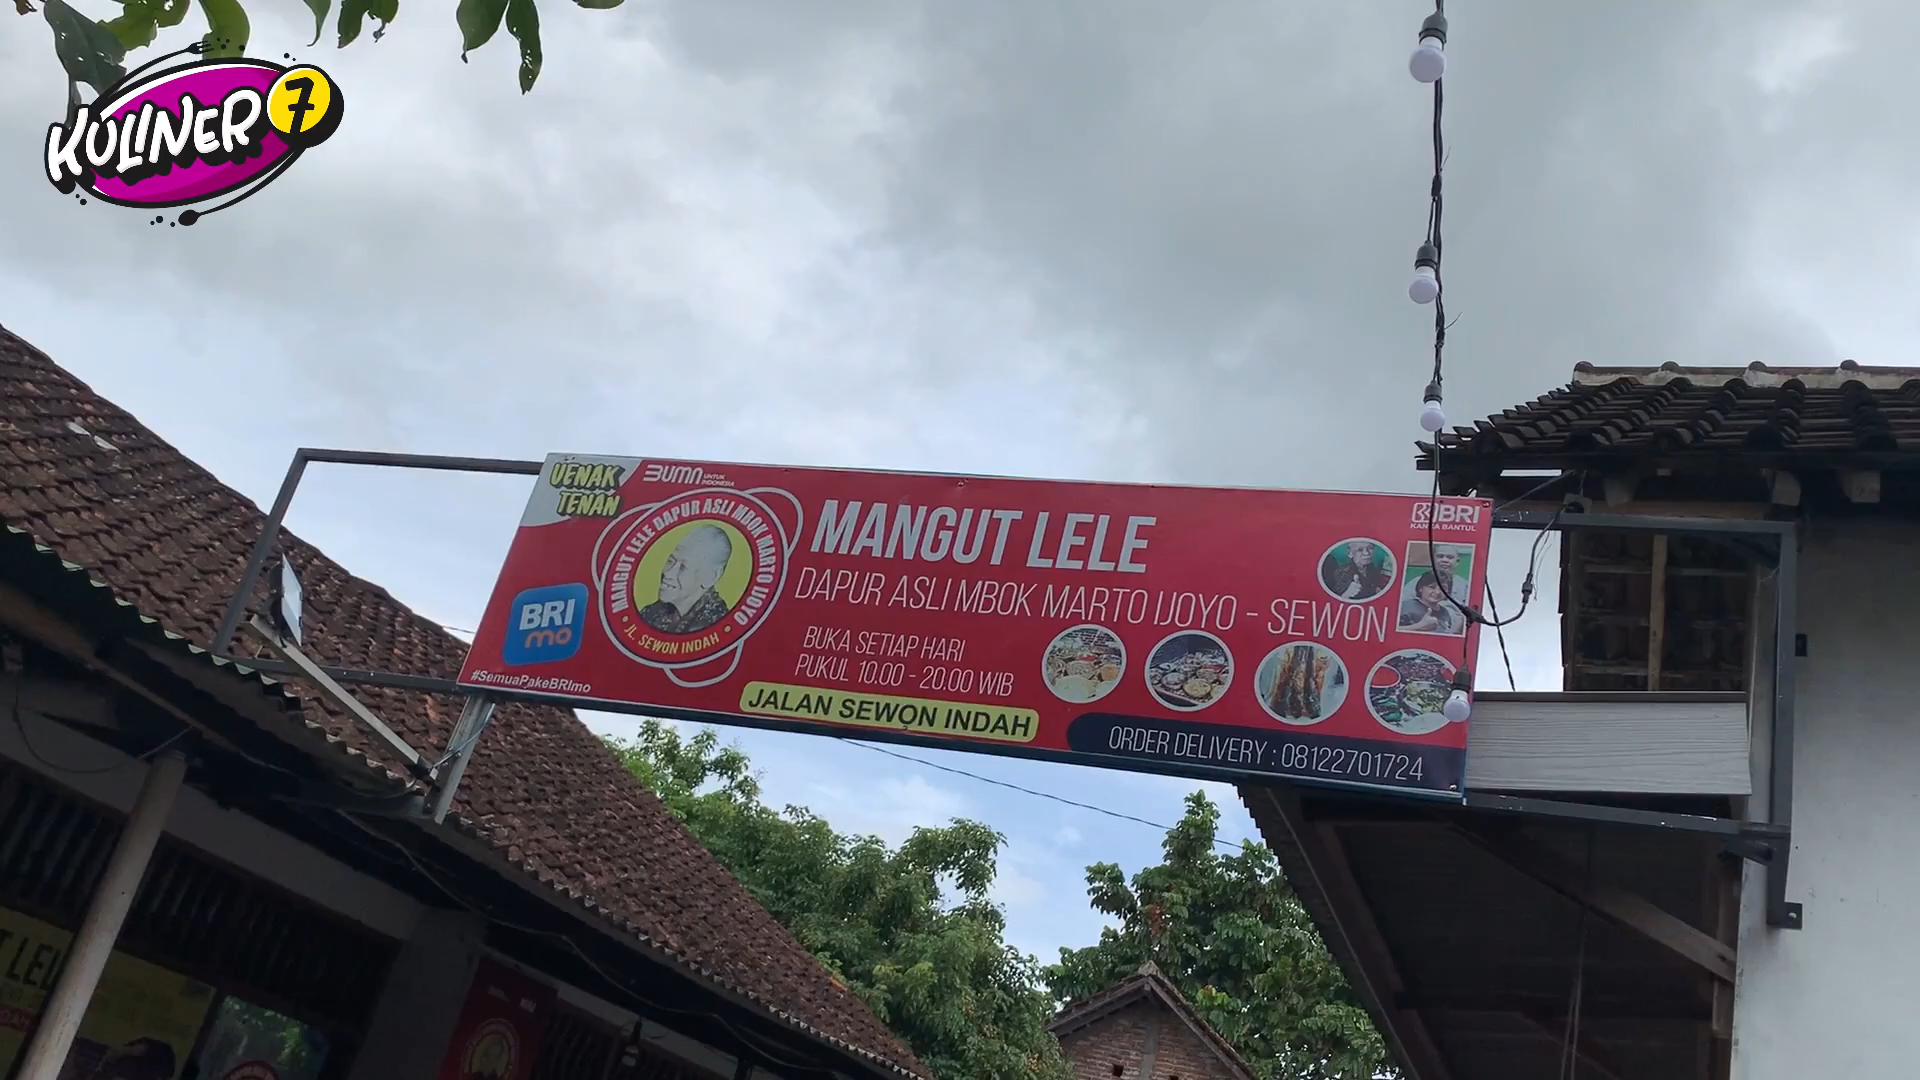 KULINER 7
UENAK
TENAN
BUMN UNTUK
INDONESIA
MANGUT LELE DAPUR ASLI MBOK MARTO IJOYO
• JL. SEWON INDAH •
BRI
mo
#SemuaPakeBRImo
MANGUT LELE
DAPUR ASLI MBOK MARTO IJOYO - SEWON
BUKA SETIAP HARI
PUKUL 10.00 - 20.00 WIB
JALAN SEWON INDAH
BRI
KANCA BANTUL
ORDER DELIVERY : 08122701724